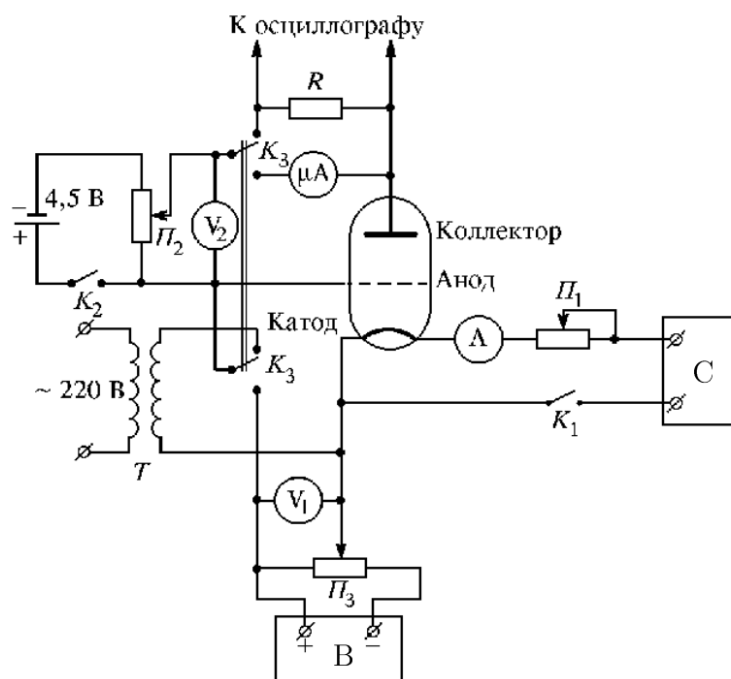 К осциллографу
R
K₃
4,5 В
−
+
П₂
V₂
μA
Коллектор
Анод
K₂
Катод
K₃
П₁
A
~ 220 В
T
K₁
С
V₁
П₃
+ −
В